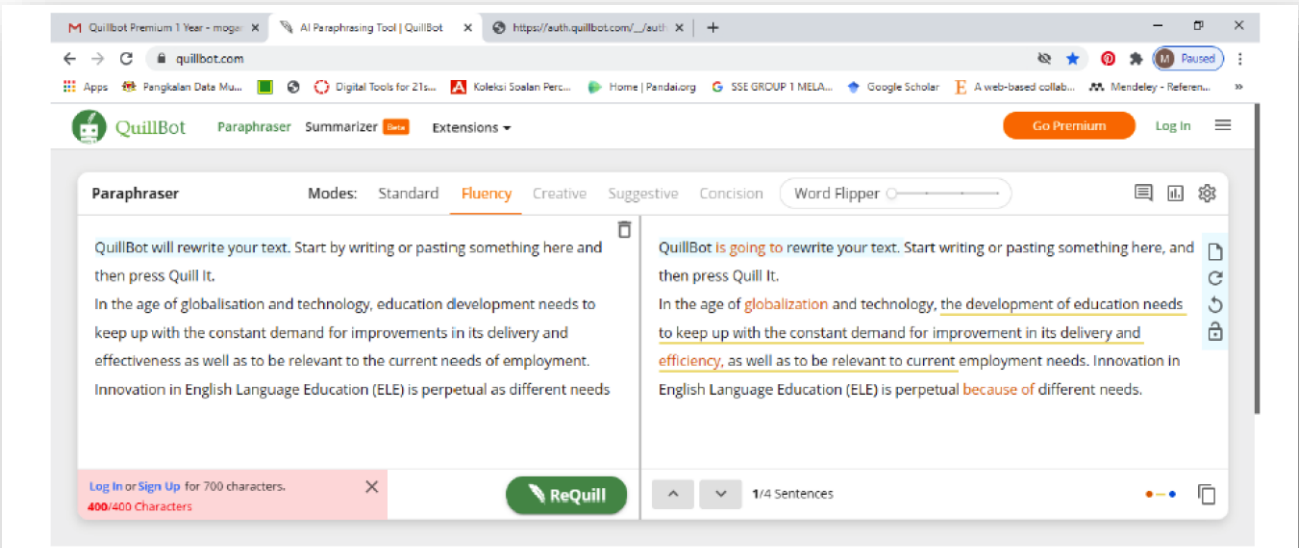 Quillbot Premium 1 Year - mogar
AI Paraphrasing Tool | QuillBot
https://auth.quillbot.com/__/auth
quillbot.com
M Paused
Apps Pangkalan Data Mu... Digital Tools for 21s... Koleksi Soalan Perc... Home | Pandai.org SSE GROUP 1 MELA... Google Scholar A web-based collab... Mendeley - Referen... »
QuillBot Paraphraser Summarizer Beta Extensions Go Premium Log In
Paraphraser Modes: Standard Fluency Creative Suggestive Concision Word Flipper
QuillBot will rewrite your text. Start by writing or pasting something here and
then press Quill It.
In the age of globalisation and technology, education development needs to
keep up with the constant demand for improvements in its delivery and
effectiveness as well as to be relevant to the current needs of employment.
Innovation in English Language Education (ELE) is perpetual as different needs
QuillBot is going to rewrite your text. Start writing or pasting something here, and
then press Quill It.
In the age of globalization and technology, the development of education needs
to keep up with the constant demand for improvement in its delivery and
efficiency, as well as to be relevant to current employment needs. Innovation in
English Language Education (ELE) is perpetual because of different needs.
Log In or Sign Up for 700 characters.
400/400 Characters
ReQuill
1/4 Sentences